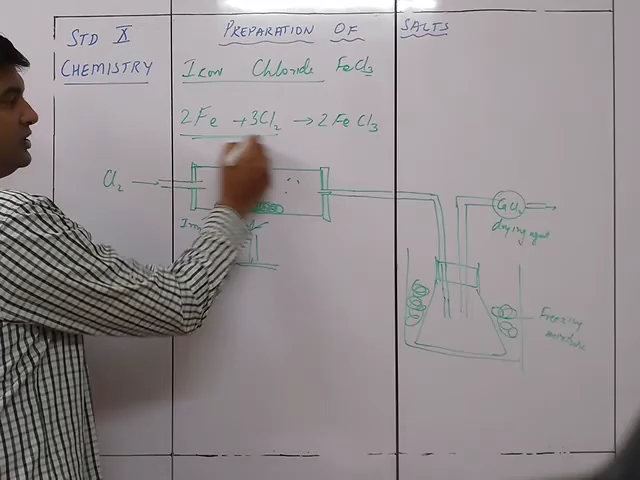 STD X
CHEMISTRY
PREPARATION OF SALTS
Iron Chloride FeCl3
2Fe + 3Cl2 → 2FeCl3
Cl2
CaCl2
drying agent
Freezing
mixture